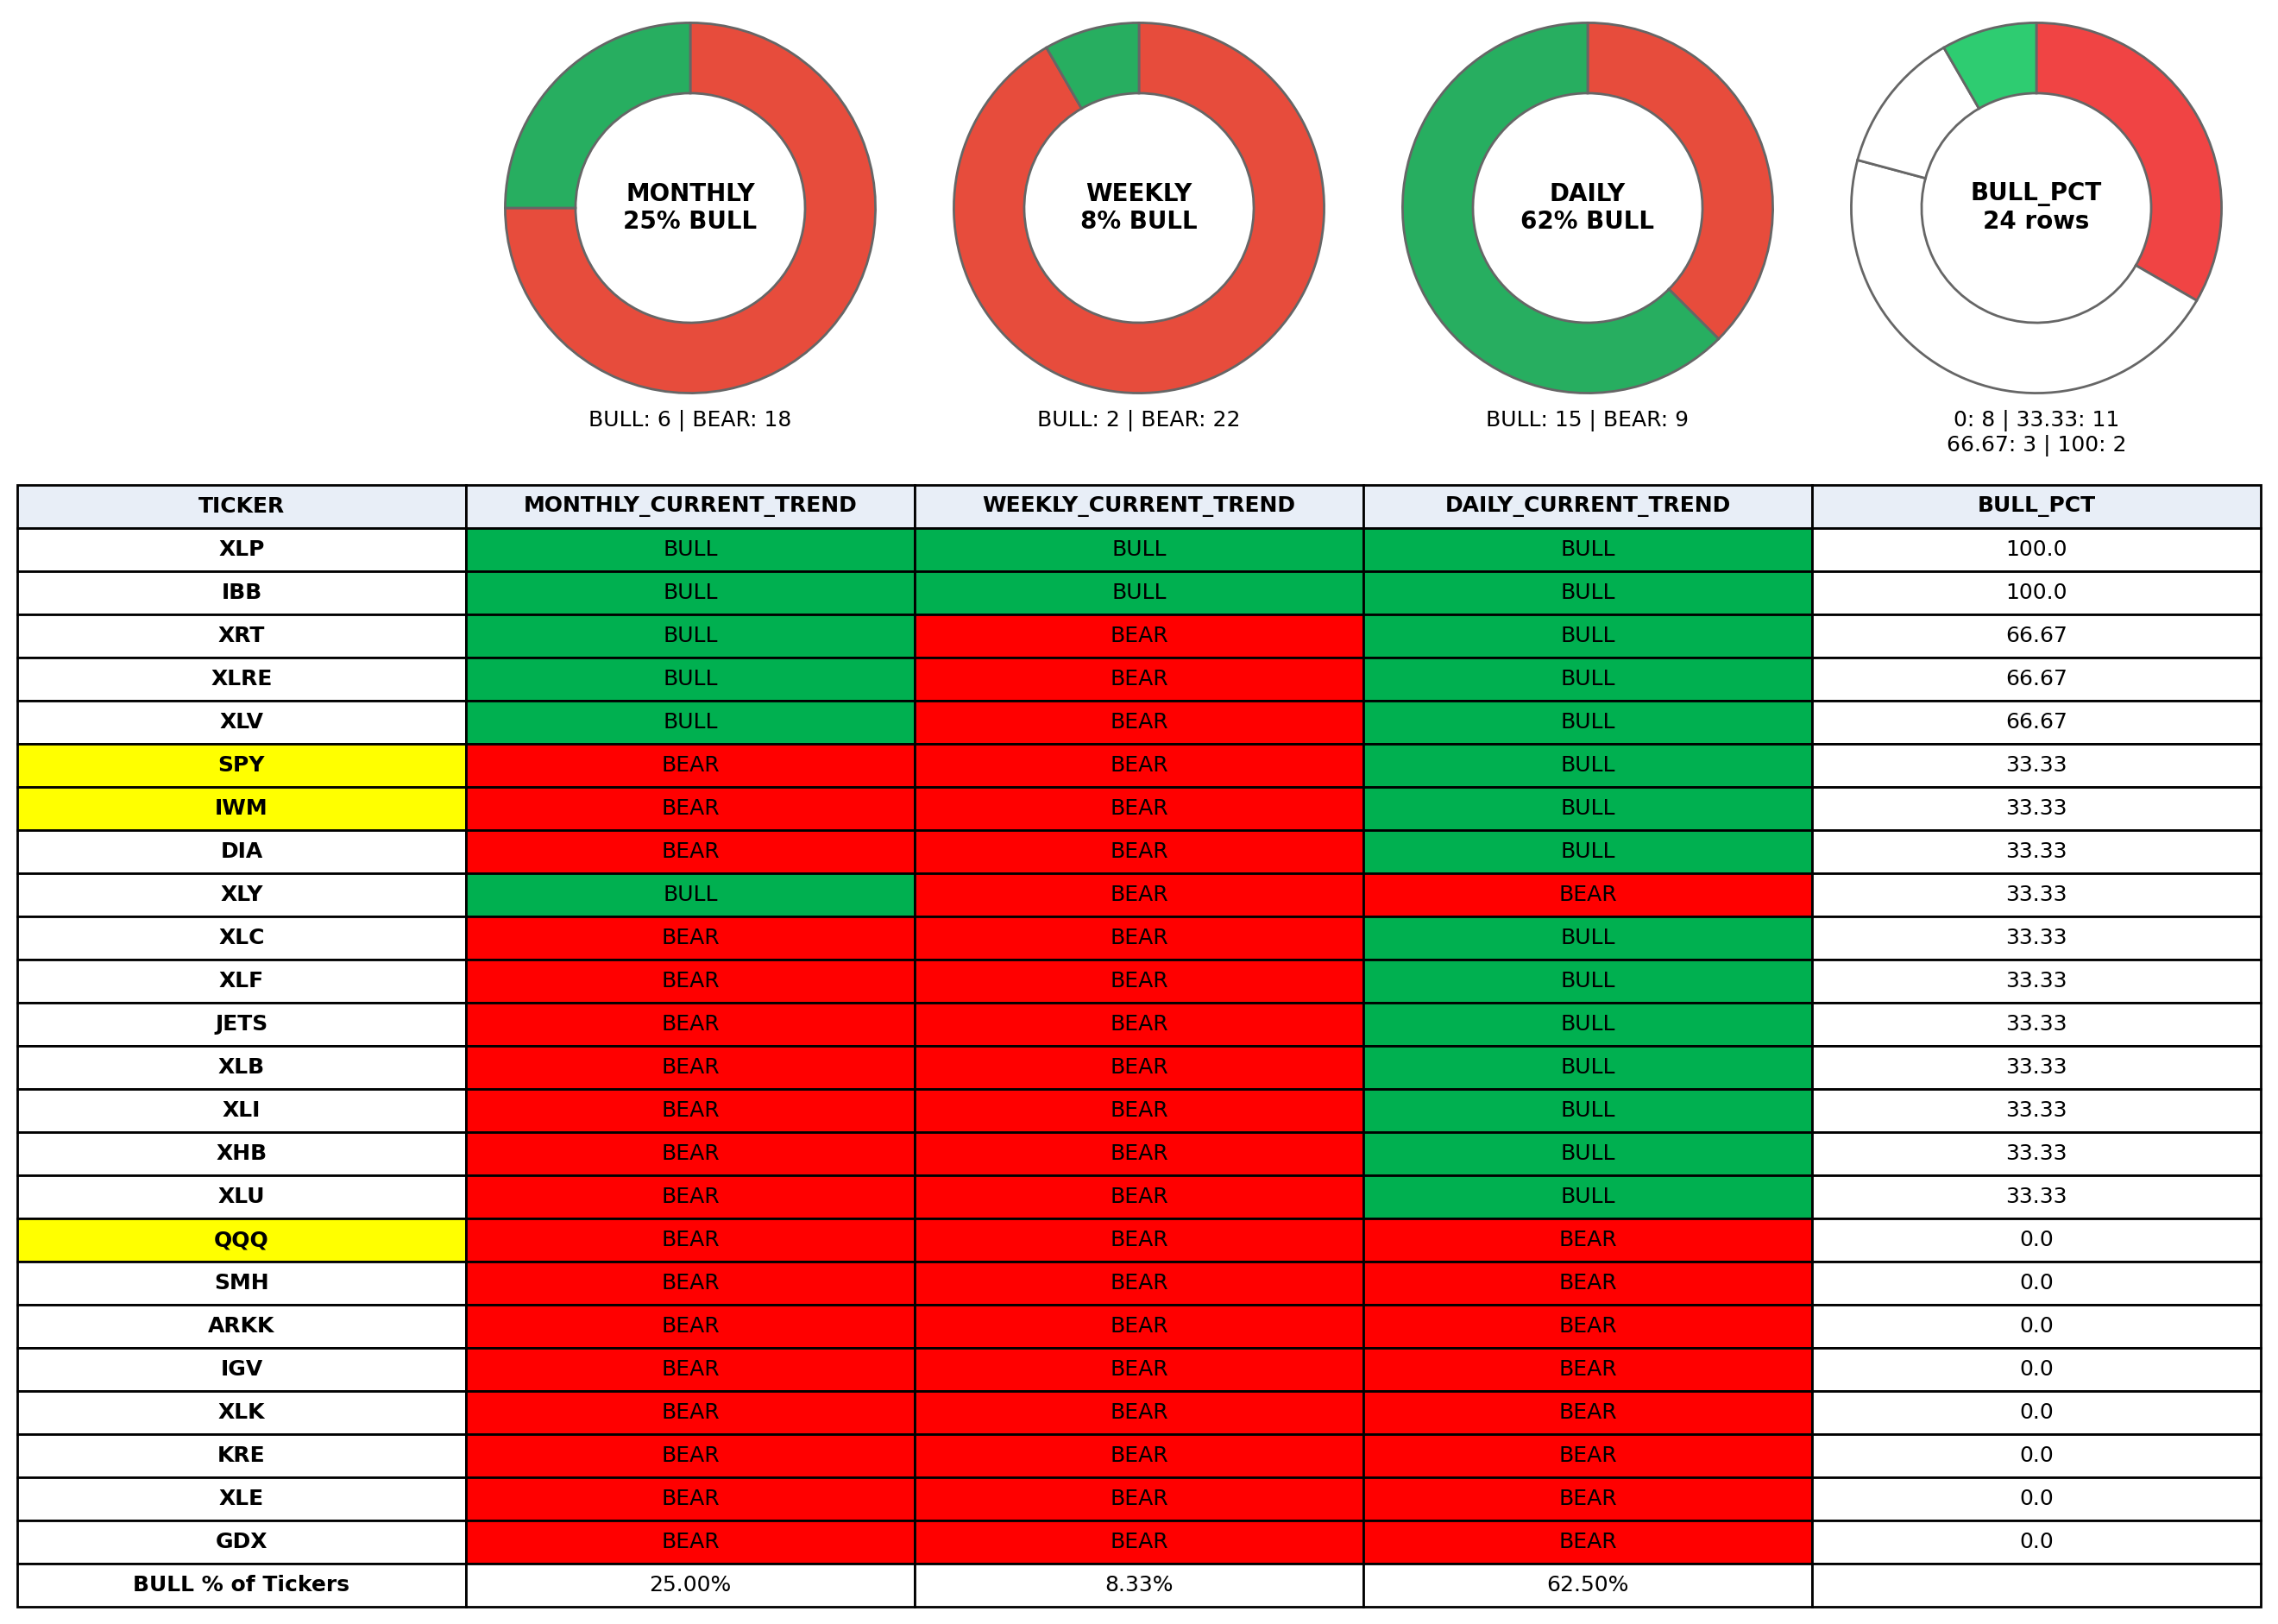 MONTHLY
25% BULL
WEEKLY
8% BULL
DAILY
62% BULL
BULL_PCT
24 rows
BULL: 6 | BEAR: 18
BULL: 2 | BEAR: 22
BULL: 15 | BEAR: 9
0: 8 | 33.33: 11
66.67: 3 | 100: 2
TICKER MONTHLY_CURRENT_TREND WEEKLY_CURRENT_TREND DAILY_CURRENT_TREND BULL_PCT
XLP BULL BULL BULL 100.0
IBB BULL BULL BULL 100.0
XRT BULL BEAR BULL 66.67
XLRE BULL BEAR BULL 66.67
XLV BULL BEAR BULL 66.67
SPY BEAR BEAR BULL 33.33
IWM BEAR BEAR BULL 33.33
DIA BEAR BEAR BULL 33.33
XLY BULL BEAR BEAR 33.33
XLC BEAR BEAR BULL 33.33
XLF BEAR BEAR BULL 33.33
JETS BEAR BEAR BULL 33.33
XLB BEAR BEAR BULL 33.33
XLI BEAR BEAR BULL 33.33
XHB BEAR BEAR BULL 33.33
XLU BEAR BEAR BULL 33.33
QQQ BEAR BEAR BEAR 0.0
SMH BEAR BEAR BEAR 0.0
ARKK BEAR BEAR BEAR 0.0
IGV BEAR BEAR BEAR 0.0
XLK BEAR BEAR BEAR 0.0
KRE BEAR BEAR BEAR 0.0
XLE BEAR BEAR BEAR 0.0
GDX BEAR BEAR BEAR 0.0
BULL % of Tickers 25.00% 8.33% 62.50%